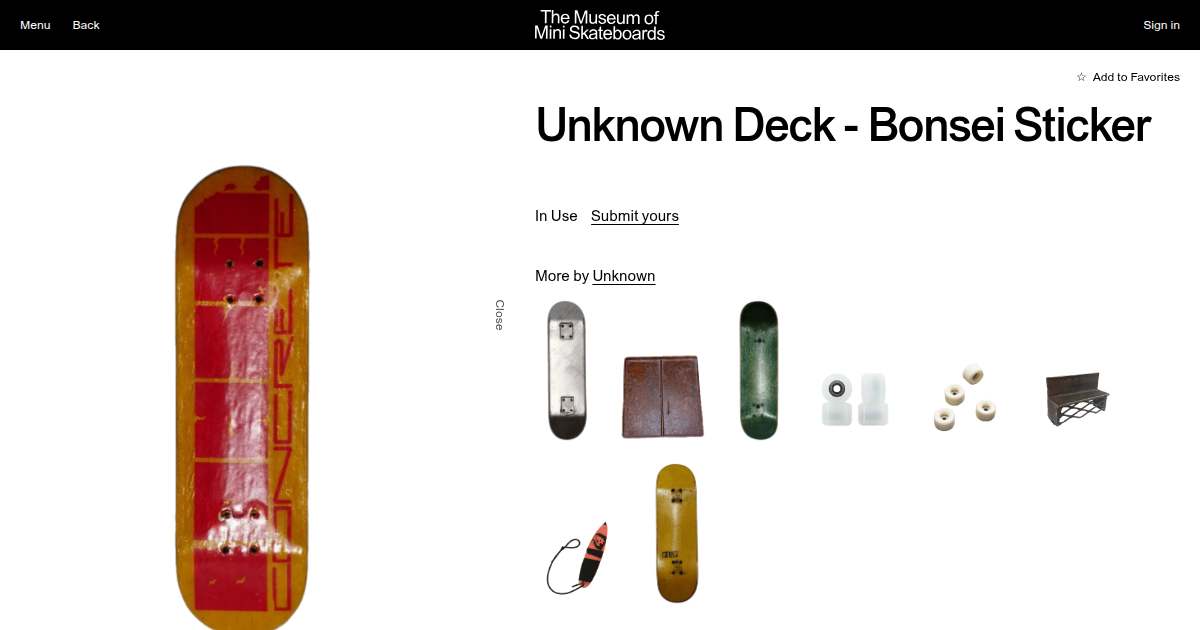 Menu
Back
The Museum of
Mini Skateboards
Sign in
☆ Add to Favorites
Unknown Deck - Bonsei Sticker
In Use Submit yours
More by Unknown
Close
CONCRETE